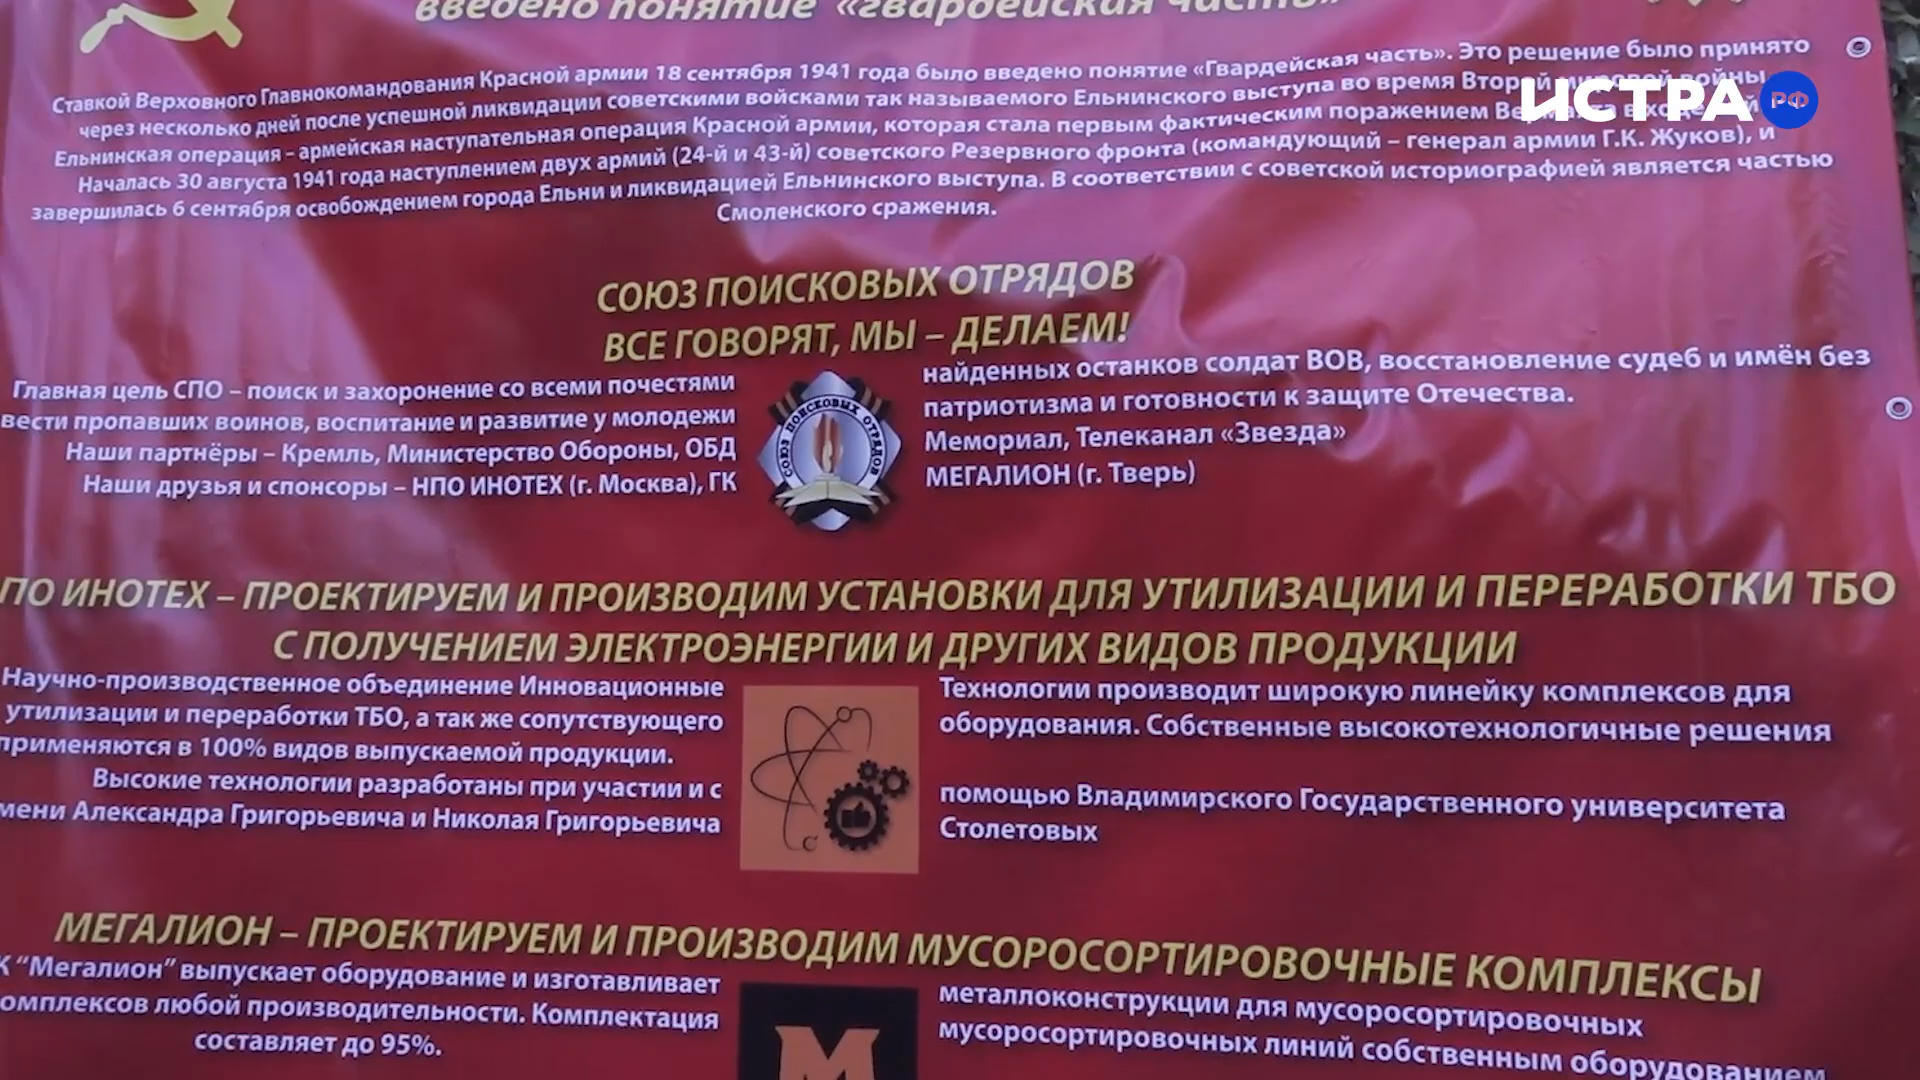 введено понятие «гвардейская часть»
Ставкой Верховного Главнокомандования Красной армии 18 сентября 1941 года было введено понятие «Гвардейская часть». Это решение было принято
через несколько дней после успешной ликвидации советскими войсками так называемого Ельнинского выступа во время Второй мировой войны.
Ельнинская операция - армейская наступательная операция Красной армии, которая стала первым фактическим поражением
Началась 30 августа 1941 года наступлением двух армий (24-й и 43-й) советского Резервного фронта (командующий – генерал армии Г.К. Жуков), и
завершилась 6 сентября освобождением города Ельни и ликвидацией Ельнинского выступа. В соответствии с советской историографией является частью
Смоленского сражения.
ИСТРА РФ
СОЮЗ ПОИСКОВЫХ ОТРЯДОВ
ВСЕ ГОВОРЯТ, МЫ – ДЕЛАЕМ!
Главная цель СПО – поиск и захоронение со всеми почестями найденных останков солдат ВОВ, восстановление судеб и имён без
вести пропавших воинов, воспитание и развитие у молодежи патриотизма и готовности к защите Отечества.
Наши партнёры – Кремль, Министерство Обороны, ОБД Мемориал, Телеканал «Звезда»
Наши друзья и спонсоры – НПО ИНОТЕХ (г. Москва), ГК МЕГАЛИОН (г. Тверь)
СОЮЗ ПОИСКОВЫХ ОТРЯДОВ
ПО ИНОТЕХ – ПРОЕКТИРУЕМ И ПРОИЗВОДИМ УСТАНОВКИ ДЛЯ УТИЛИЗАЦИИ И ПЕРЕРАБОТКИ ТБО
С ПОЛУЧЕНИЕМ ЭЛЕКТРОЭНЕРГИИ И ДРУГИХ ВИДОВ ПРОДУКЦИИ
Научно-производственное объединение Инновационные Технологии производит широкую линейку комплексов для
утилизации и переработки ТБО, а так же сопутствующего оборудования. Собственные высокотехнологичные решения
применяются в 100% видов выпускаемой продукции.
Высокие технологии разработаны при участии и с помощью Владимирского Государственного университета
мени Александра Григорьевича и Николая Григорьевича Столетовых
МЕГАЛИОН – ПРОЕКТИРУЕМ И ПРОИЗВОДИМ МУСОРОСОРТИРОВОЧНЫЕ КОМПЛЕКСЫ
К “Мегалион” выпускает оборудование и изготавливает металлоконструкции для мусоросортировочных
омплексов любой производительности. Комплектация мусоросортировочных линий собственным оборудованием
составляет до 95%.
М